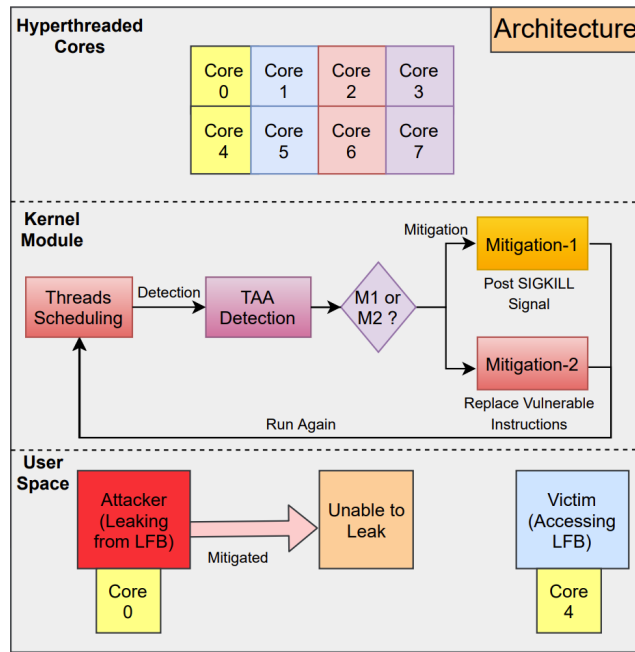 Hyperthreaded
Cores
Architecture
Core
0
Core
1
Core
2
Core
3
Core
4
Core
5
Core
6
Core
7
Kernel
Module
Threads
Scheduling
Detection
TAA
Detection
M1 or
M2 ?
Mitigation
Mitigation-1
Post SIGKILL
Signal
Mitigation-2
Replace Vulnerable
Instructions
Run Again
User
Space
Attacker
(Leaking
from LFB)
Mitigated
Unable to
Leak
Victim
(Accessing
LFB)
Core
0
Core
4